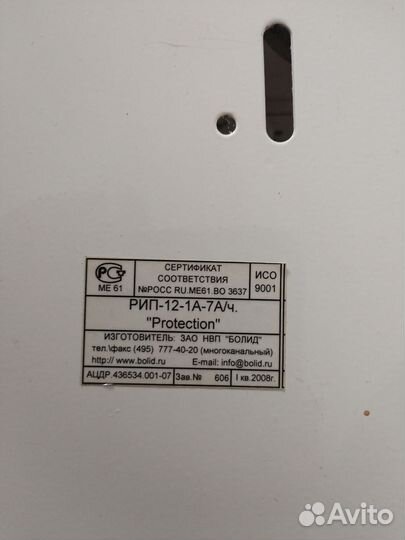 РСТ
МЕ 61
СЕРТИФИКАТ
СООТВЕТСТВИЯ
№РОСС RU.МЕ61.ВО 3637
ИСО
9001
РИП-12-1А-7А/ч.
"Protection"
ИЗГОТОВИТЕЛЬ: ЗАО НВП "БОЛИД"
тел.\факс (495) 777-40-20 (многоканальный)
http:// www.bolid.ru E-mail: info@bolid.ru
АЦДР.436534.001-07 Зав.№ 606 I кв.2008г.
Avito